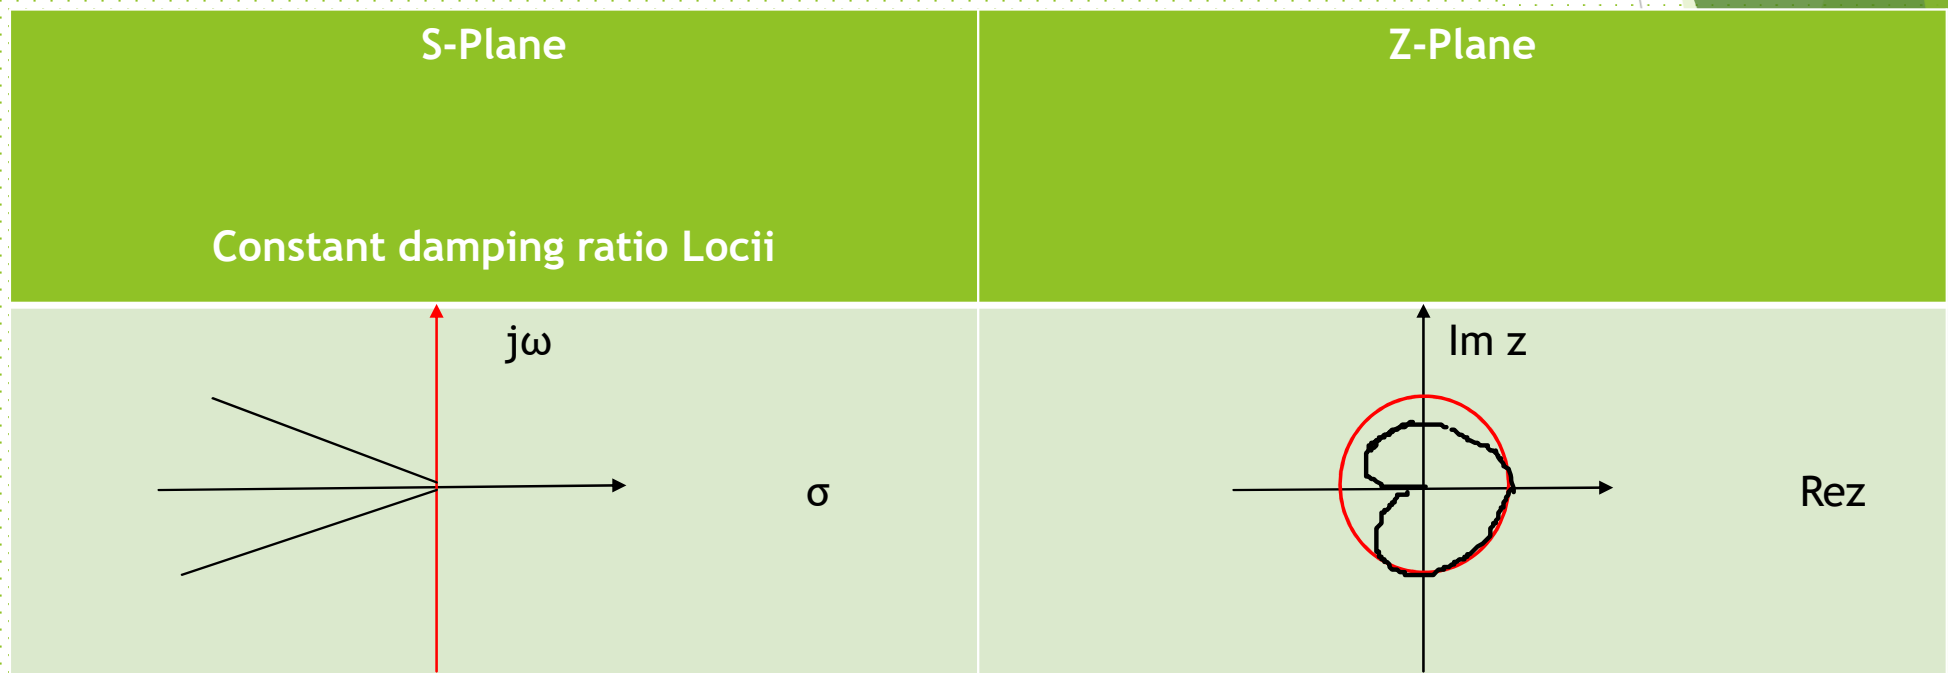 S-Plane
Constant damping ratio Locii
Z-Plane
jω
σ
Im z
Rez